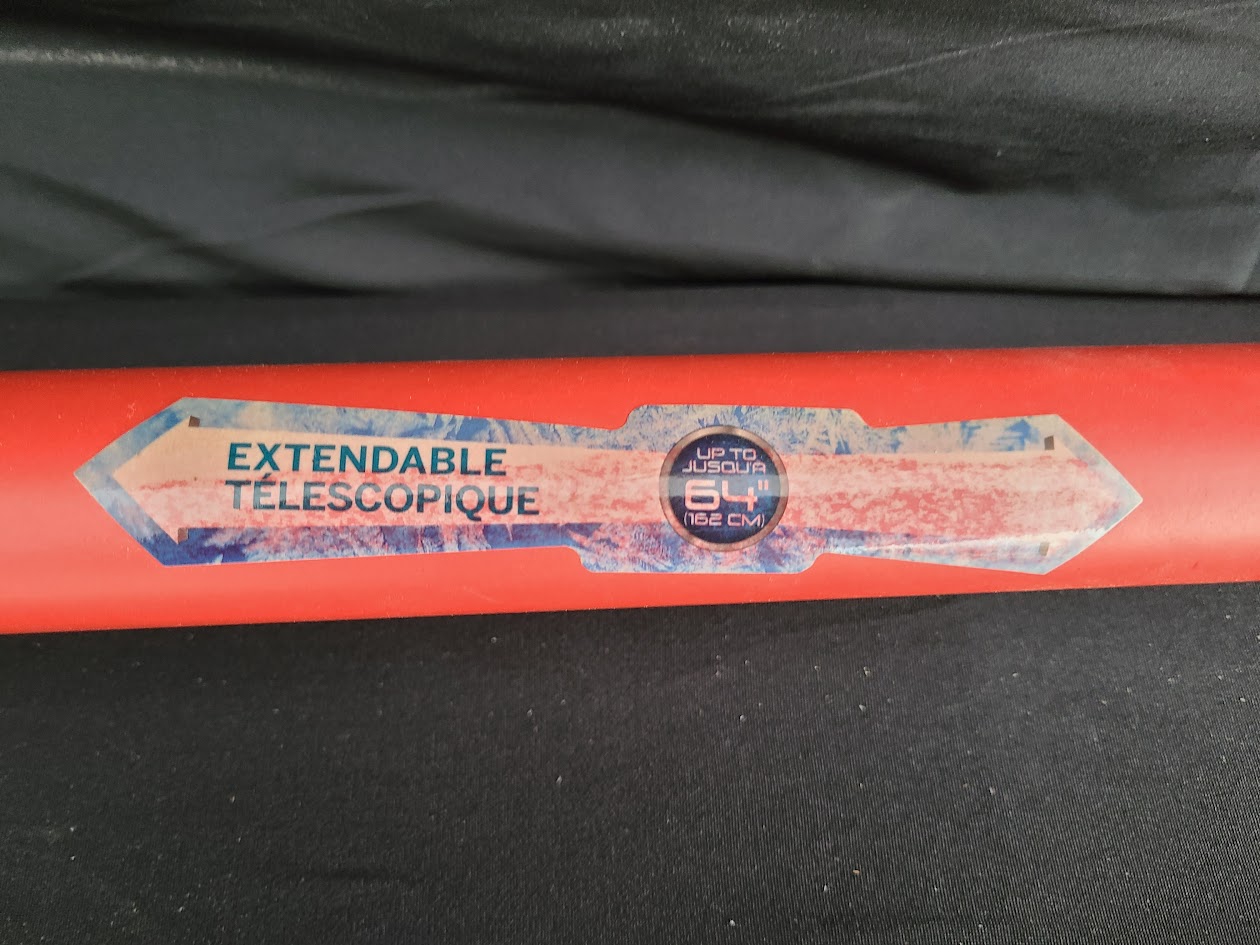 EXTENDABLE
TÉLESCOPIQUE
UP TO
JUSQU'À
64"
(162 CM)